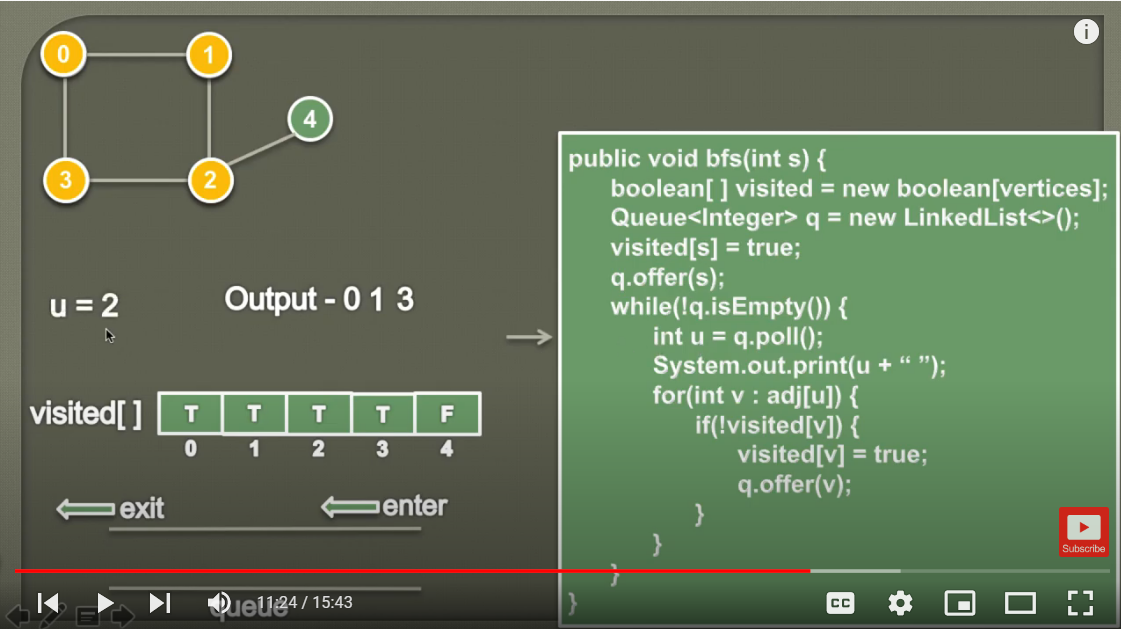 0 1
4
3 2
u = 2
Output - 0 1 3
visited[ ] T T T T F
0 1 2 3 4
exit enter
queue
public void bfs(int s) {
boolean[ ] visited = new boolean[vertices];
Queue<Integer> q = new LinkedList<>();
visited[s] = true;
q.offer(s);
while(!q.isEmpty()) {
int u = q.poll();
System.out.print(u + “ ”);
for(int v : adj[u]) {
if(!visited[v]) {
visited[v] = true;
q.offer(v);
}
}
}
}
i
Subscribe
11:24 / 15:43
CC